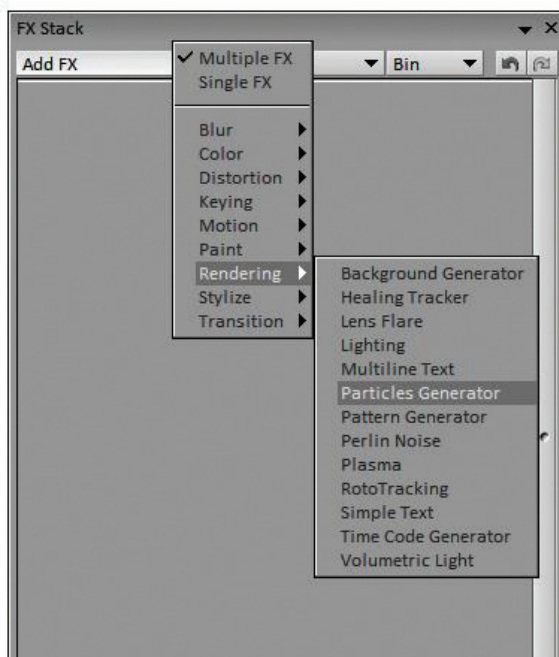 FX Stack
Add FX
Bin
Multiple FX
Single FX
Blur
Color
Distortion
Keying
Motion
Paint
Rendering
Stylize
Transition
Background Generator
Healing Tracker
Lens Flare
Lighting
Multiline Text
Particles Generator
Pattern Generator
Perlin Noise
Plasma
RotoTracking
Simple Text
Time Code Generator
Volumetric Light